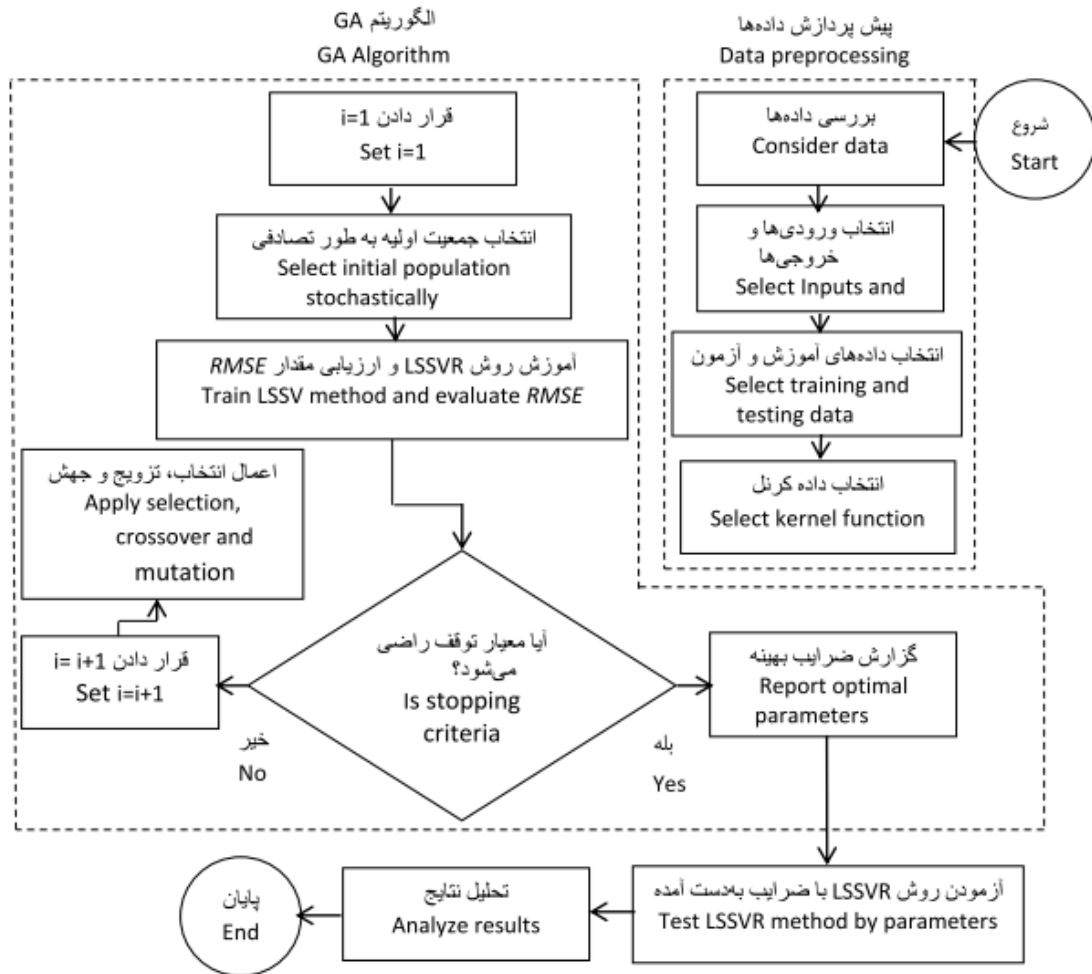 الگوریتم GA
GA Algorithm
پیش پردازش داده‌ها
Data preprocessing
شروع
Start
بررسی داده‌ها
Consider data
انتخاب ورودی‌ها و
خروجی‌ها
Select Inputs and
انتخاب داده‌های آموزش و آزمون
Select training and
testing data
انتخاب داده کرنل
Select kernel function
قرار دادن i=1
Set i=1
انتخاب جمعیت اولیه به طور تصادفی
Select initial population
stochastically
آموزش روش LSSVR و ارزیابی مقدار RMSE
Train LSSV method and evaluate RMSE
اعمال انتخاب، تزویج و جهش
Apply selection,
crossover and
mutation
قرار دادن i= i+1
Set i=i+1
آیا معیار توقف راضی
می‌شود؟
Is stopping
criteria
خیر
No
بله
Yes
گزارش ضرایب بهینه
Report optimal
parameters
آزمودن روش LSSVR با ضرایب به‌دست آمده
Test LSSVR method by parameters
تحلیل نتایج
Analyze results
پایان
End